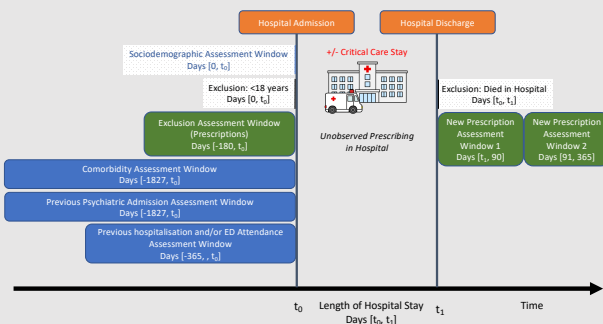 Hospital Admission
Hospital Discharge
Sociodemographic Assessment Window
Days [0, t0]
+/- Critical Care Stay
Exclusion: <18 years
Days [0, t0]
Exclusion: Died in Hospital
[t0, t1]
Exclusion Assessment Window
(Prescriptions)
Days [-180, t0]
Unobserved Prescribing
in Hospital
New Prescription
Assessment
Window 1
Days [t1, 90]
New Prescription
Assessment
Window 2
Days [91, 365]
Comorbidity Assessment Window
Days [-1827, t0]
Previous Psychiatric Admission Assessment Window
Days [-1827, t0]
Previous hospitalisation and/or ED Attendance
Assessment Window
Days [-365, , t0]
t0
Length of Hospital Stay
Days [t0, t1]
t1
Time